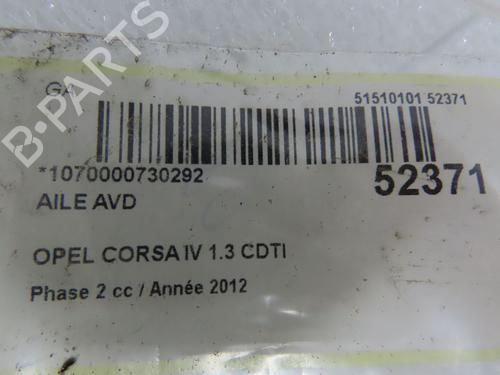 GA
51510101 52371
*1070000730292
52371
AILE AVD
OPEL CORSA IV 1.3 CDTI
Phase 2 cc / Année 2012
B-PARTS